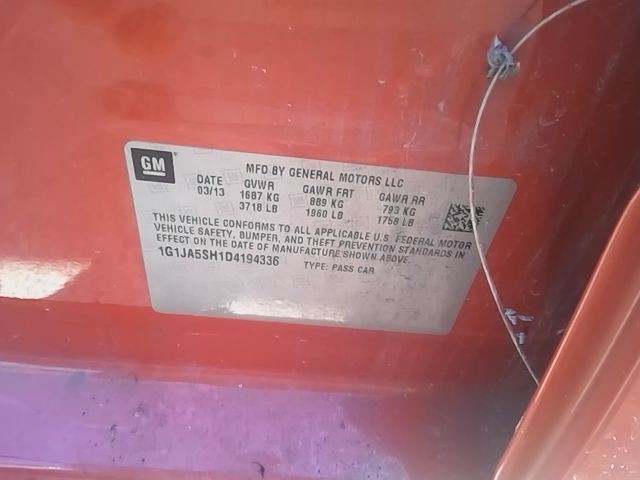 GM
MFD BY GENERAL MOTORS LLC
DATE GVWR GAWR FRT GAWR RR
03/13 1687 KG 889 KG 793 KG
3718 LB 1960 LB 1758 LB
THIS VEHICLE CONFORMS TO ALL APPLICABLE U.S. FEDERAL MOTOR
VEHICLE SAFETY, BUMPER, AND THEFT PREVENTION STANDARDS IN
EFFECT ON THE DATE OF MANUFACTURE SHOWN ABOVE.
1G1JA5SH1D4194336 TYPE: PASS CAR